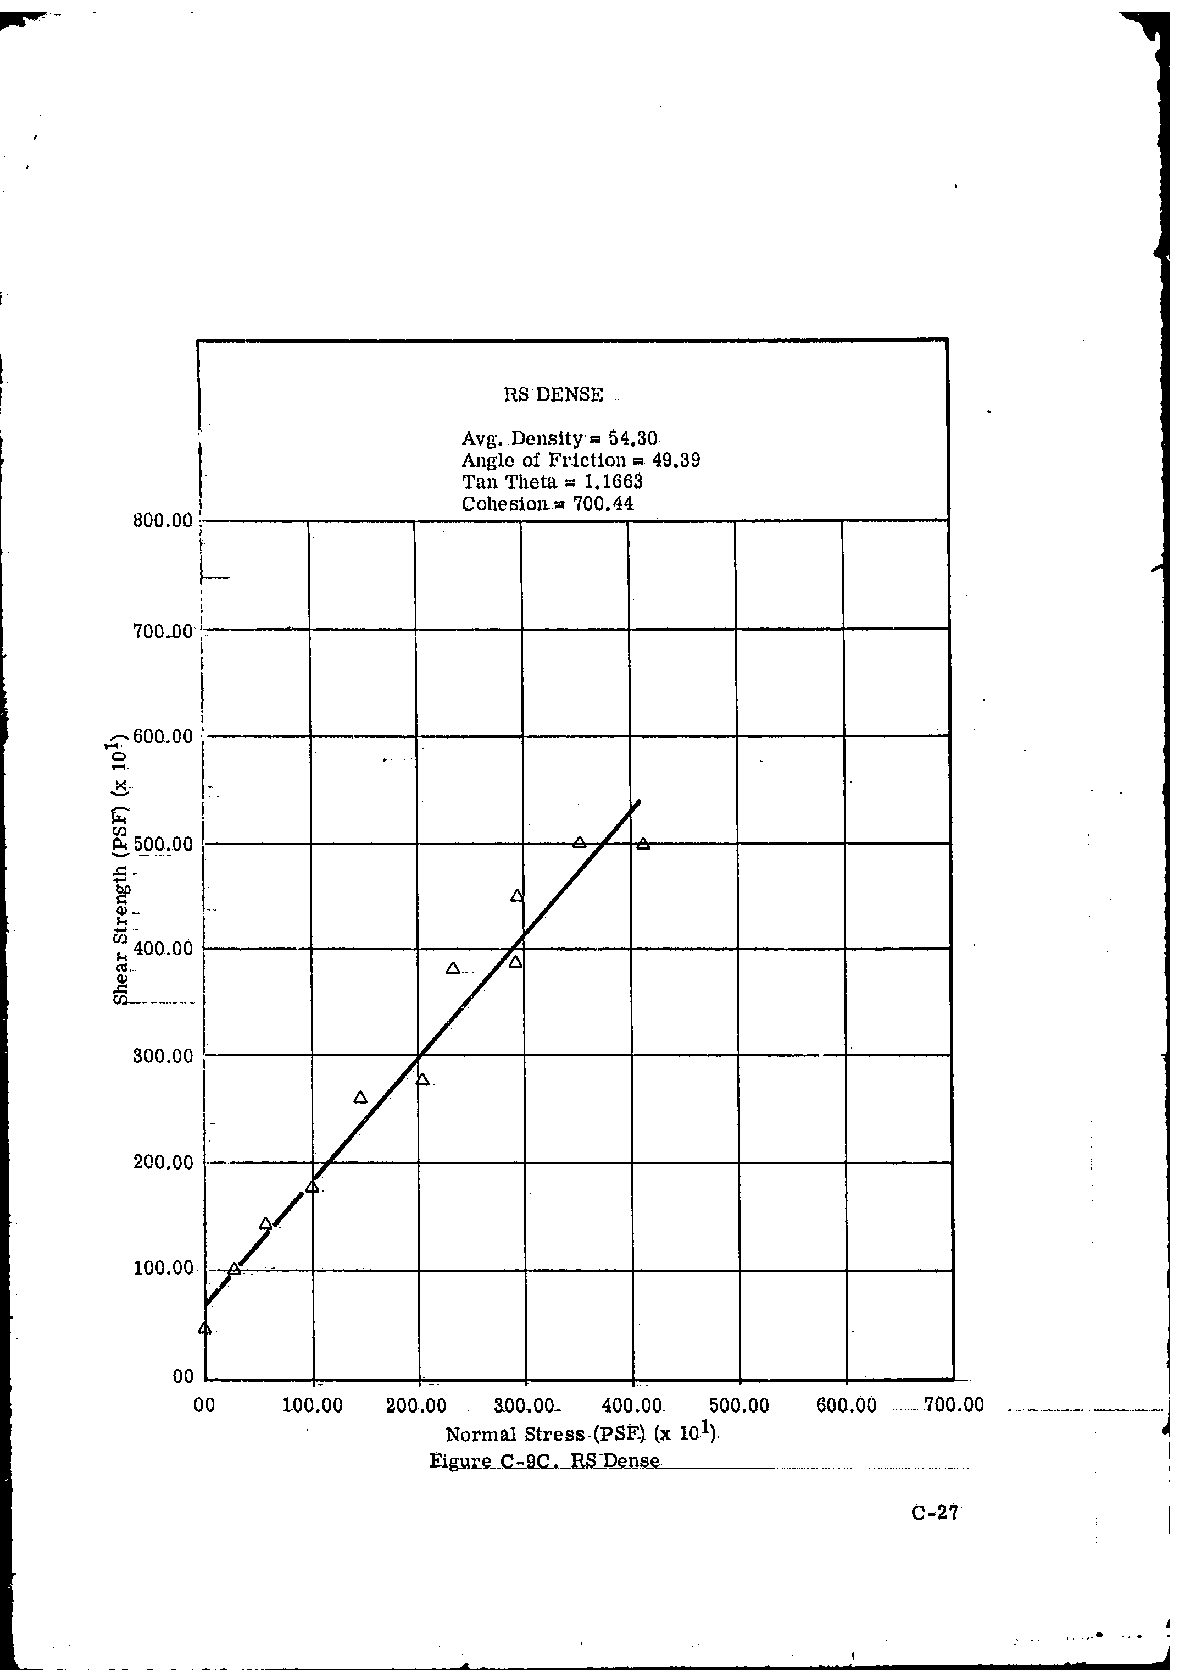 RS DENSE
Avg. Density = 54.30
Angle of Friction = 49.39
Tan Theta = 1.1663
Cohesion = 700.44
800.00
700.00
600.00
500.00
400.00
300.00
200.00
100.00
00
Shear Strength (PSF) (x 10¹)
00 100.00 200.00 300.00 400.00 500.00 600.00 700.00
Normal Stress (PSF) (x 10¹)
Figure C-9C. RS Dense
C-27